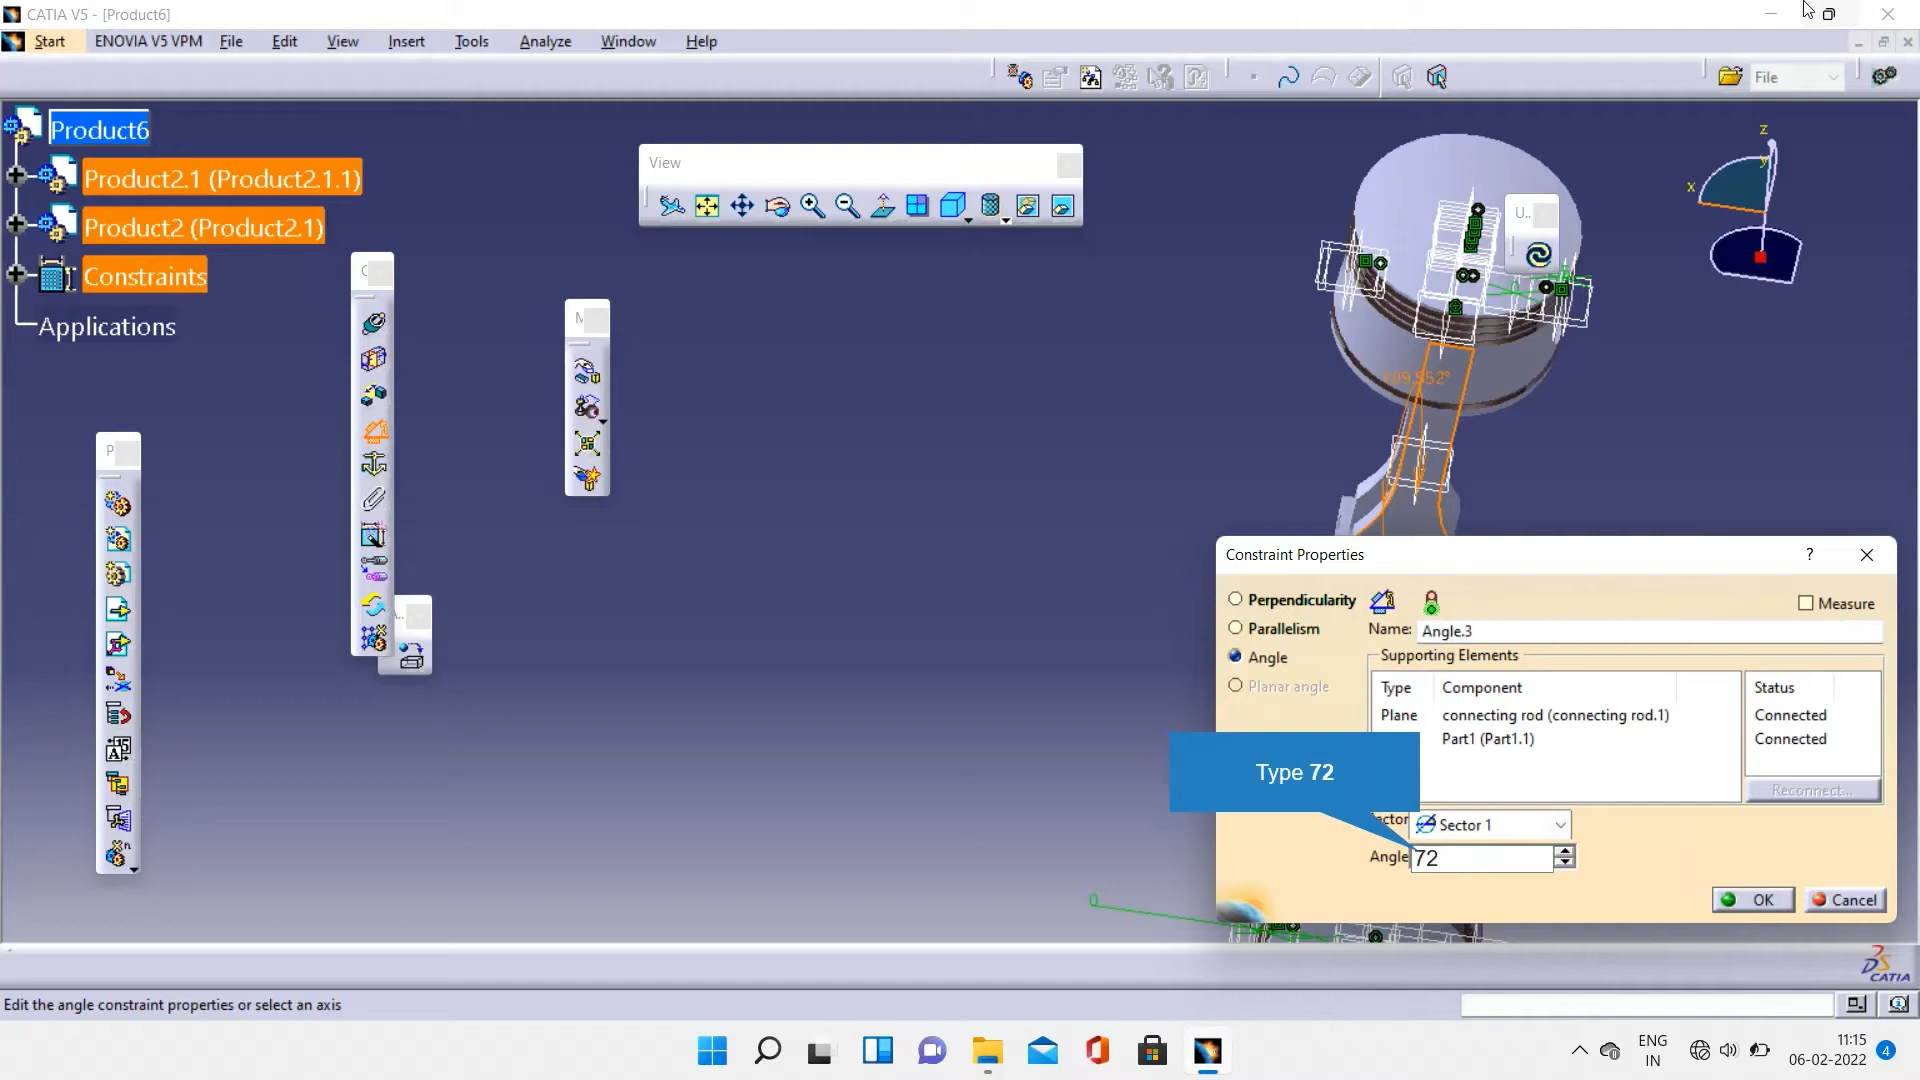 CATIA V5 - [Product6]
Start ENOVIA V5 VPM File Edit View Insert Tools Analyze Window Help
File
Product6
Product2.1 (Product2.1.1)
Product2 (Product2.1)
Constraints
Applications
View
U..
z
y
x
109.552°
Constraint Properties
?
Perpendicularity
Parallelism
Angle
Planar angle
Measure
Name: Angle.3
Supporting Elements
Type Component Status
Plane connecting rod (connecting rod.1) Connected
Part1 (Part1.1) Connected
Reconnect...
Type 72
Sector 1
Angle 72
OK Cancel
CATIA
Edit the angle constraint properties or select an axis
ENG
IN
11:15
06-02-2022
4